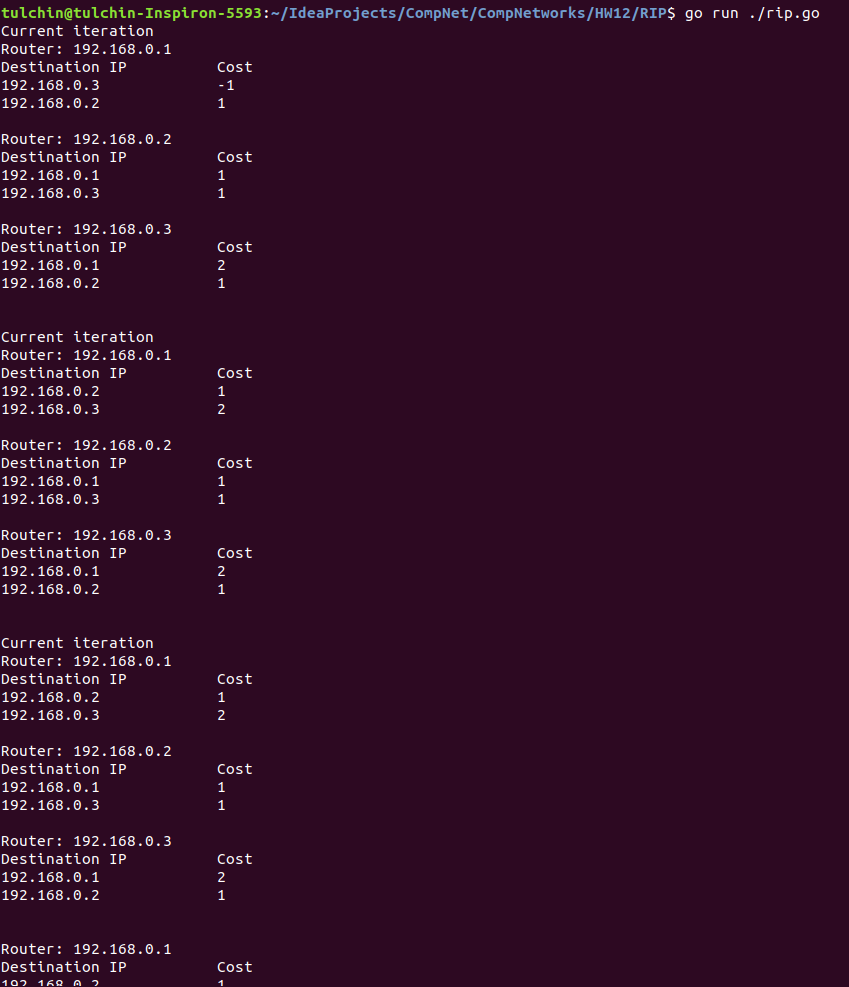 tulchin@tulchin-Inspiron-5593:~/IdeaProjects/CompNet/CompNetworks/HW12/RIP$ go run ./rip.go
Current iteration
Router: 192.168.0.1
Destination IP          Cost
192.168.0.3             -1
192.168.0.2             1

Router: 192.168.0.2
Destination IP          Cost
192.168.0.1             1
192.168.0.3             1

Router: 192.168.0.3
Destination IP          Cost
192.168.0.1             2
192.168.0.2             1


Current iteration
Router: 192.168.0.1
Destination IP          Cost
192.168.0.2             1
192.168.0.3             2

Router: 192.168.0.2
Destination IP          Cost
192.168.0.1             1
192.168.0.3             1

Router: 192.168.0.3
Destination IP          Cost
192.168.0.1             2
192.168.0.2             1


Current iteration
Router: 192.168.0.1
Destination IP          Cost
192.168.0.2             1
192.168.0.3             2

Router: 192.168.0.2
Destination IP          Cost
192.168.0.1             1
192.168.0.3             1

Router: 192.168.0.3
Destination IP          Cost
192.168.0.1             2
192.168.0.2             1


Router: 192.168.0.1
Destination IP          Cost
192.168.0.2             1